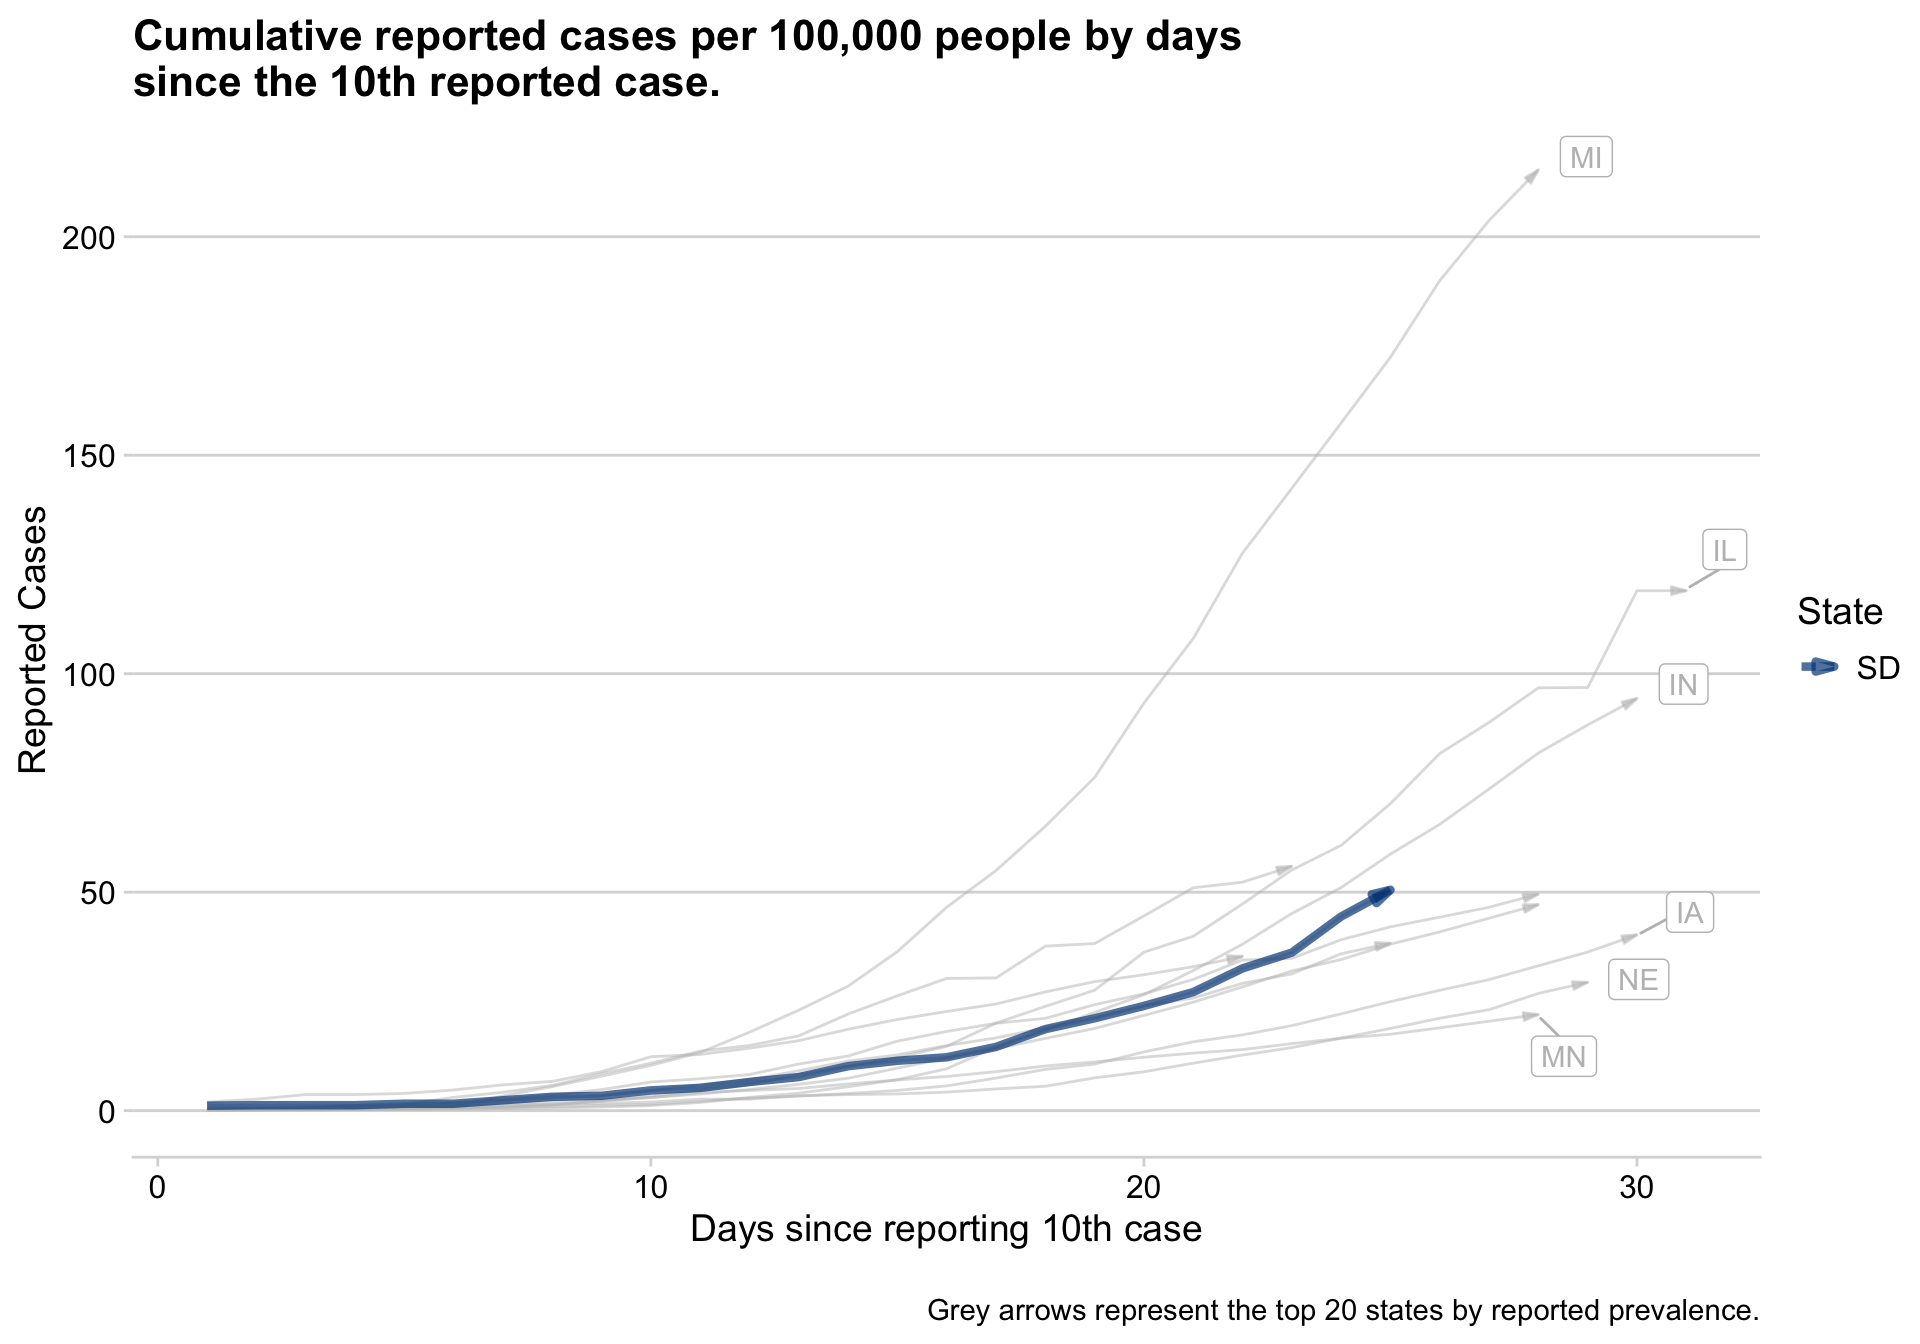 Cumulative reported cases per 100,000 people by days
since the 10th reported case.
MI
200
150
IL
Reported Cases
State
SD
100
IN
50
IA
NE
MN
0
0 10 20 30
Days since reporting 10th case
Grey arrows represent the top 20 states by reported prevalence.